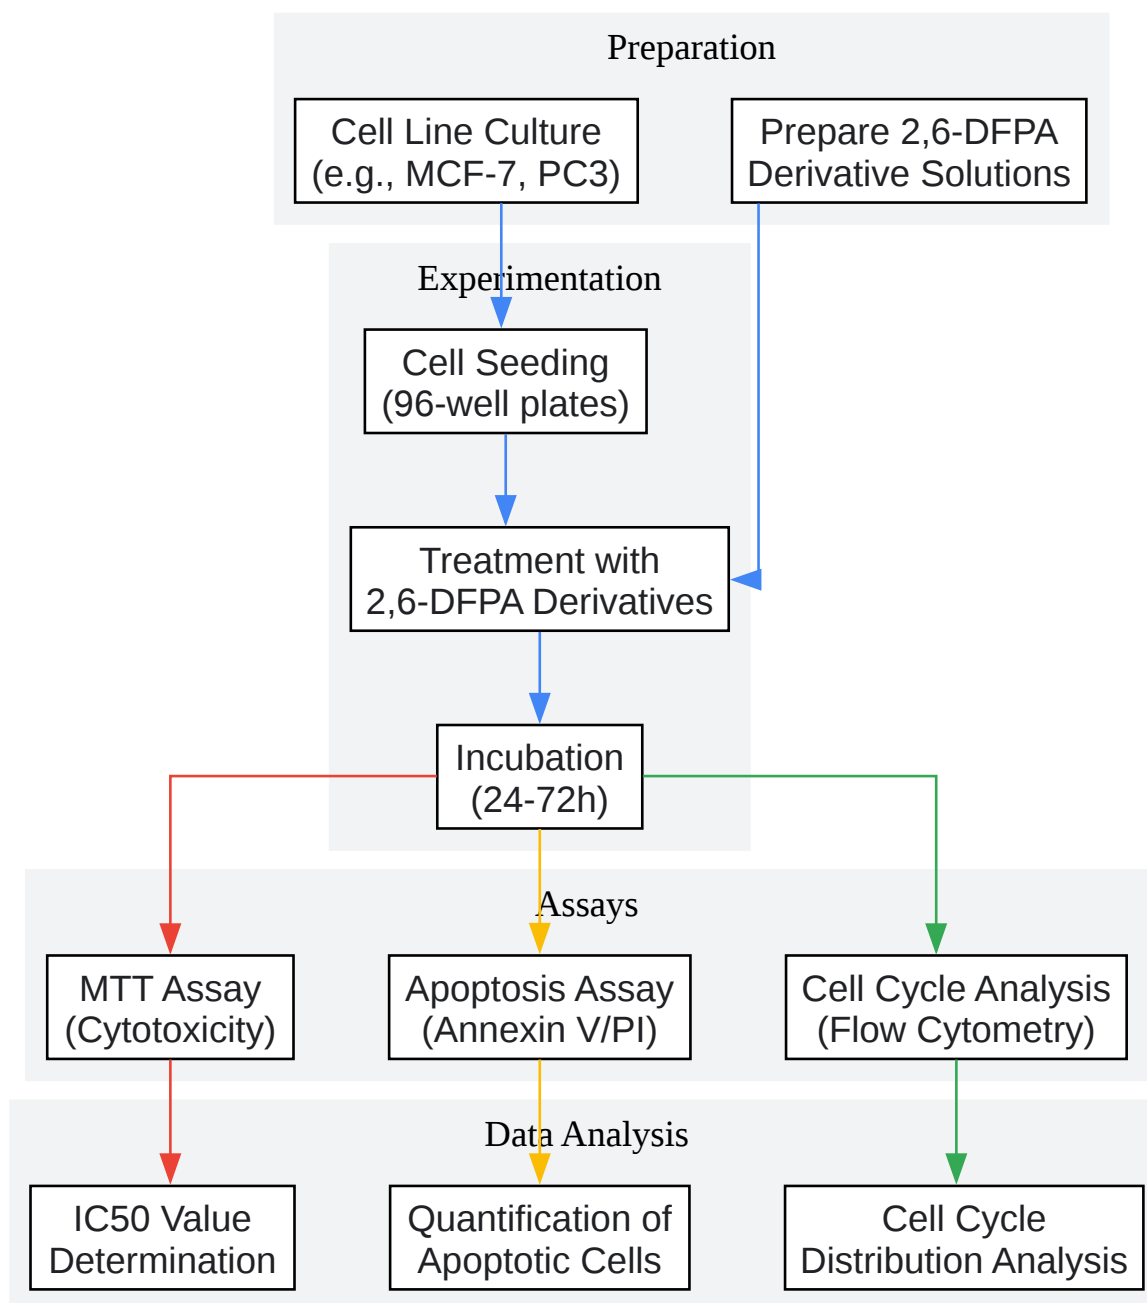 Preparation
Cell Line Culture
(e.g., MCF-7, PC3)
Prepare 2,6-DFPA
Derivative Solutions
Experimentation
Cell Seeding
(96-well plates)
Treatment with
2,6-DFPA Derivatives
Incubation
(24-72h)
Assays
MTT Assay
(Cytotoxicity)
Apoptosis Assay
(Annexin V/PI)
Cell Cycle Analysis
(Flow Cytometry)
Data Analysis
IC50 Value
Determination
Quantification of
Apoptotic Cells
Cell Cycle
Distribution Analysis